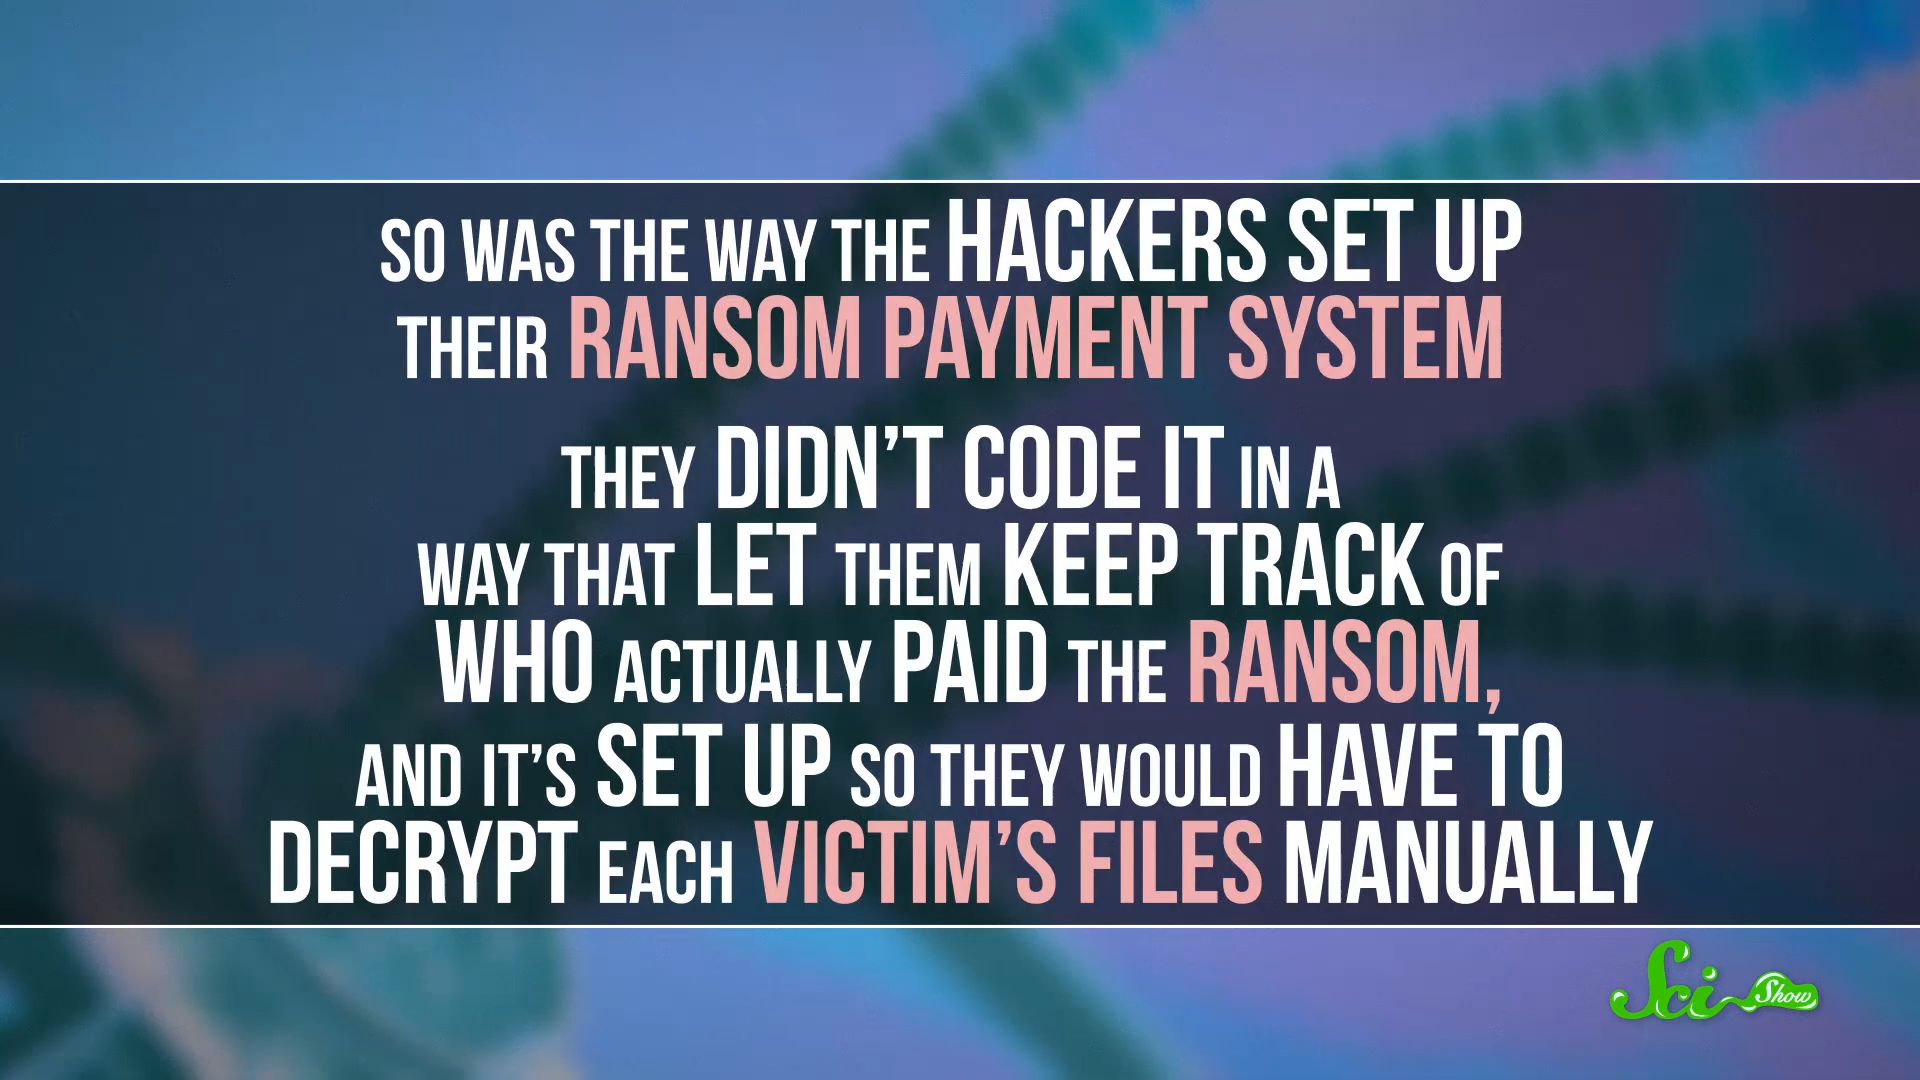 SO WAS THE WAY THE HACKERS SET UP
THEIR RANSOM PAYMENT SYSTEM
THEY DIDN'T CODE IT IN A
WAY THAT LET THEM KEEP TRACK OF
WHO ACTUALLY PAID THE RANSOM,
AND IT'S SET UP SO THEY WOULD HAVE TO
DECRYPT EACH VICTIM'S FILES MANUALLY
Sci Show